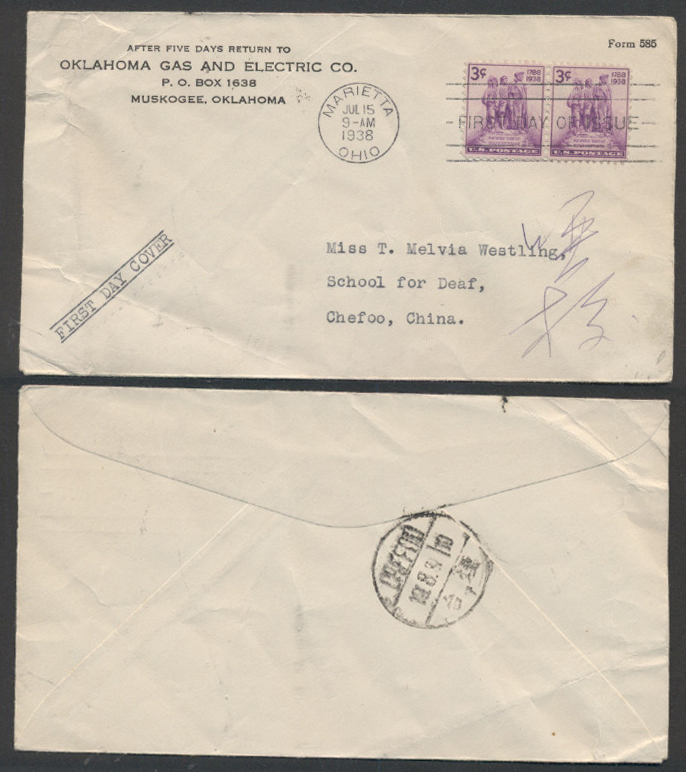 Form 585
AFTER FIVE DAYS RETURN TO
OKLAHOMA GAS AND ELECTRIC CO.
P. O. BOX 1638
MUSKOGEE, OKLAHOMA
MARIETTA
JUL 15
9-AM
1938
OHIO
3¢ 1788 1938
U.S. POSTAGE
3¢ 1788 1938
U.S. POSTAGE
FIRST DAY OF ISSUE
Miss T. Melvia Westling,
School for Deaf,
Chefoo, China.
FIRST DAY COVER
CHEFOO